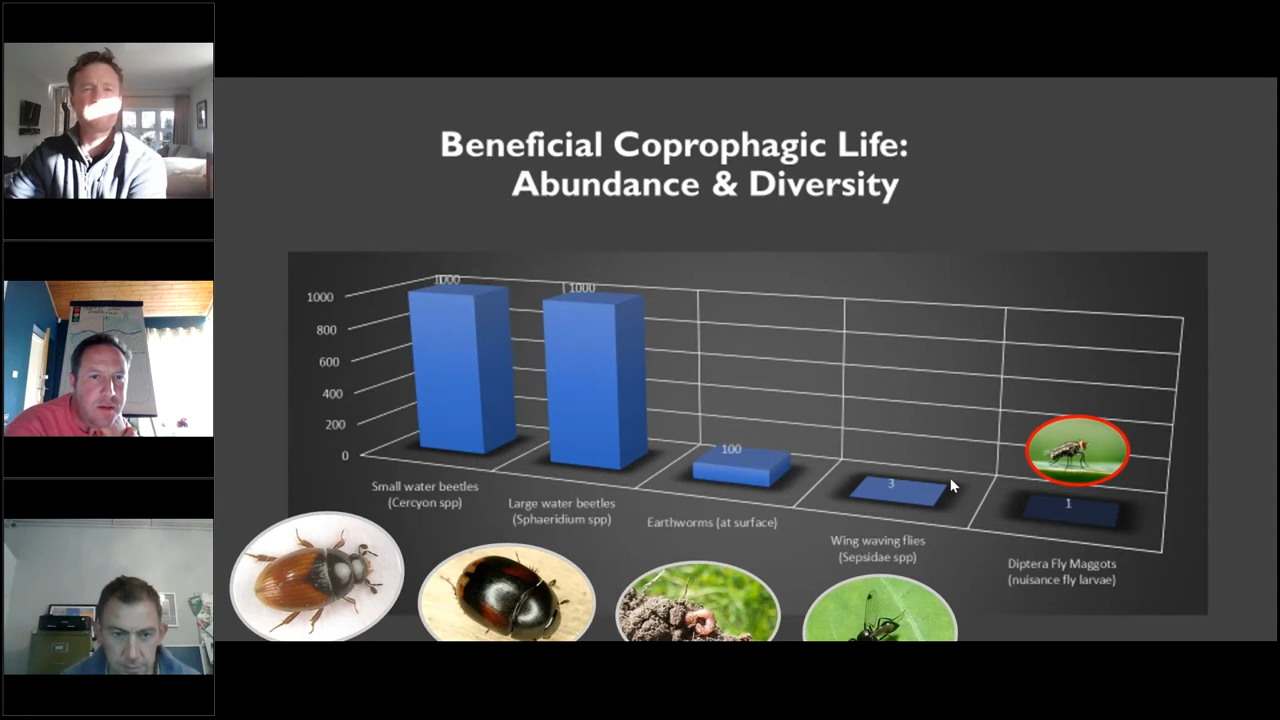 Beneficial Coprophagic Life:
Abundance & Diversity
1000
800
600
400
200
0
1000
1000
100
3
1
Small water beetles
(Cercyon spp)
Large water beetles
(Sphaeridium spp)
Earthworms (at surface)
Wing waving flies
(Sepsidae spp)
Diptera Fly Maggots
(nuisance fly larvae)